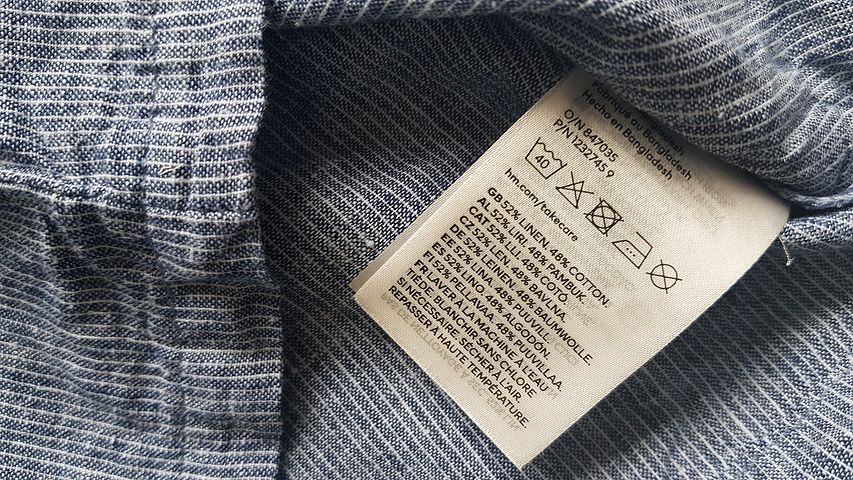 Fabriqué au Bangladesh
Hecho en Bangladesh
O/N 847035
P/N 1232745 9
40
hm.com/takecare
GB 52% LINEN. 48% COTTON.
AL 52% LIRI. 48% PAMBUK.
CAT 52% LLI. 48% COTÓ.
CZ 52% LEN. 48% BAVLNA.
DE 52% LEINEN. 48% BAUMWOLLE.
EE 52% LINA. 48% PUUVILL
ES 52% LINO. 48% ALGODÓN.
FI 52% PELLAVAA. 48% PUUVILLAA.
FR LAVER À LA MACHINE À L'EAU
TIÈDE. BLANCHIR SANS CHLORE
SI NÉCESSAIRE. SÉCHER À L'AIR.
REPASSER À HAUTE TEMPÉRATURE.